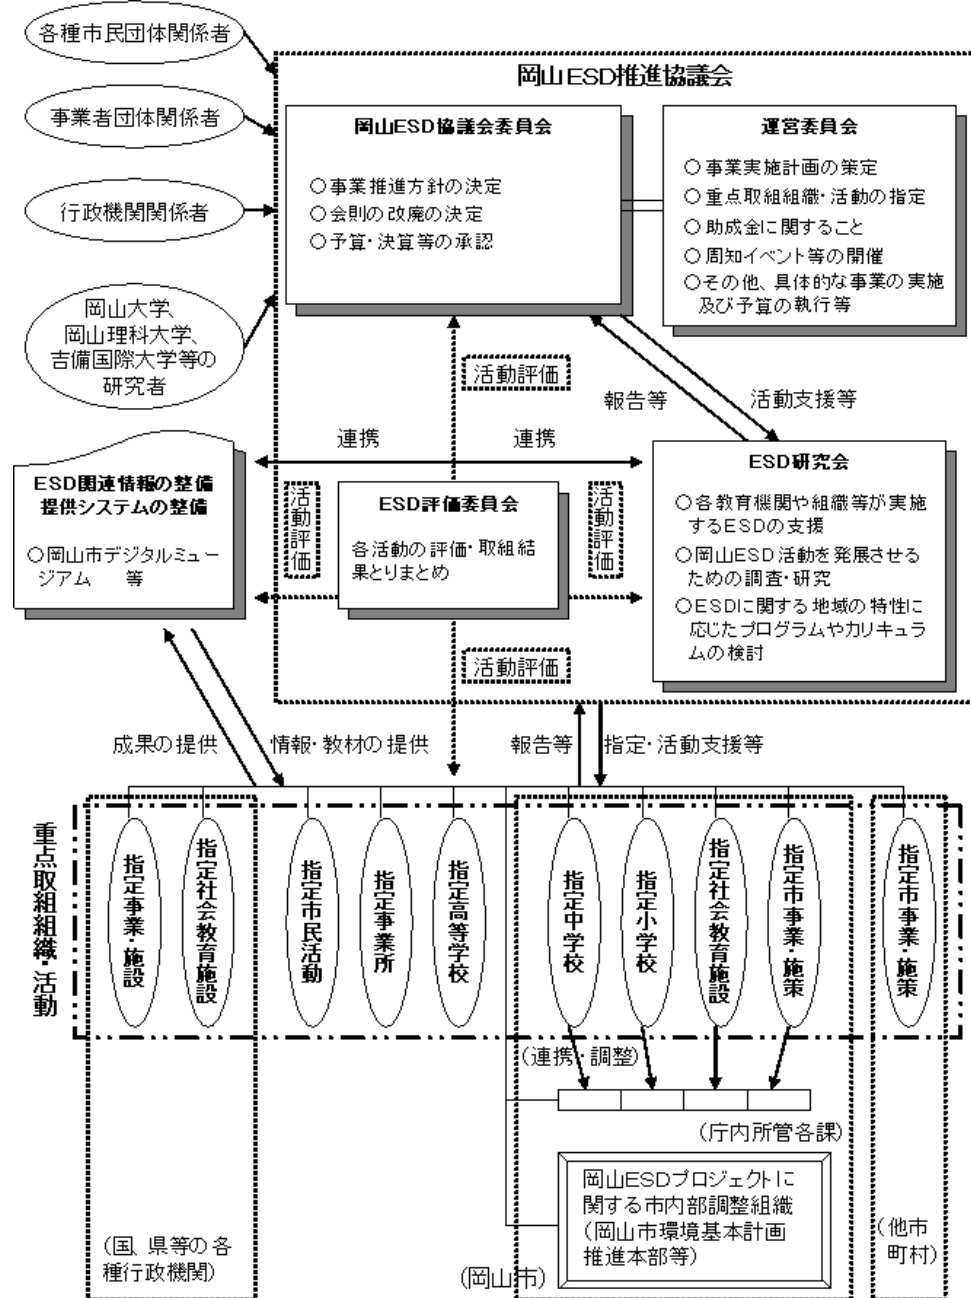 各種市民団体関係者
事業者団体関係者
行政機関関係者
岡山大学、
岡山理科大学、
吉備国際大学等の
研究者
岡山ESD推進協議会
岡山ESD協議会委員会
○事業推進方針の決定
○会則の改廃の決定
○予算・決算等の承認
運営委員会
○事業実施計画の策定
○重点取組組織・活動の指定
○助成金に関すること
○周知イベント等の開催
○その他、具体的な事業の実施
及び予算の執行等
活動評価
報告等
活動支援等
連携
連携
ESD関連情報の整備
提供システムの整備
○岡山市デジタルミュー
ジアム　等
活動評価
ESD評価委員会
各活動の評価・取組結
果とりまとめ
活動評価
ESD研究会
○各教育機関や組織等が実施
するESDの支援
○岡山ESD活動を発展させる
ための調査・研究
○ESDに関する地域の特性に
応じたプログラムやカリキュラ
ムの検討
活動評価
成果の提供
情報・教材の提供
報告等
指定・活動支援等
重点取組組織・活動
指定事業・施設
指定社会教育施設
指定市民活動
指定事業所
指定高等学校
指定中学校
指定小学校
指定社会教育施設
指定市事業・施策
指定市事業・施策
(連携・調整)
(庁内所管各課)
岡山ESDプロジェクトに
関する市内部調整組織
(岡山市環境基本計画
推進本部等)
(国、県等の各
種行政機関)
(岡山市)
(他市
町村)